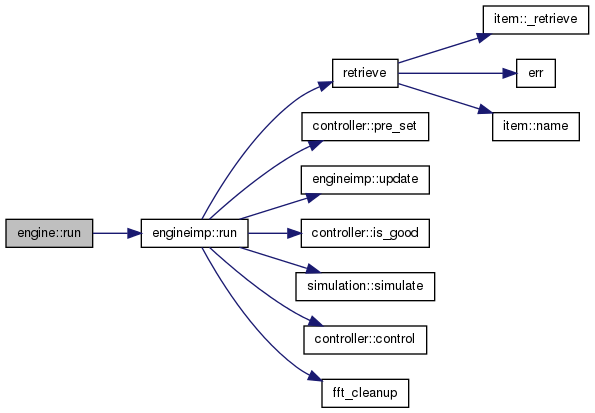 engine::run
engineimp::run
retrieve
item::_retrieve
err
item::name
controller::pre_set
engineimp::update
controller::is_good
simulation::simulate
controller::control
fft_cleanup